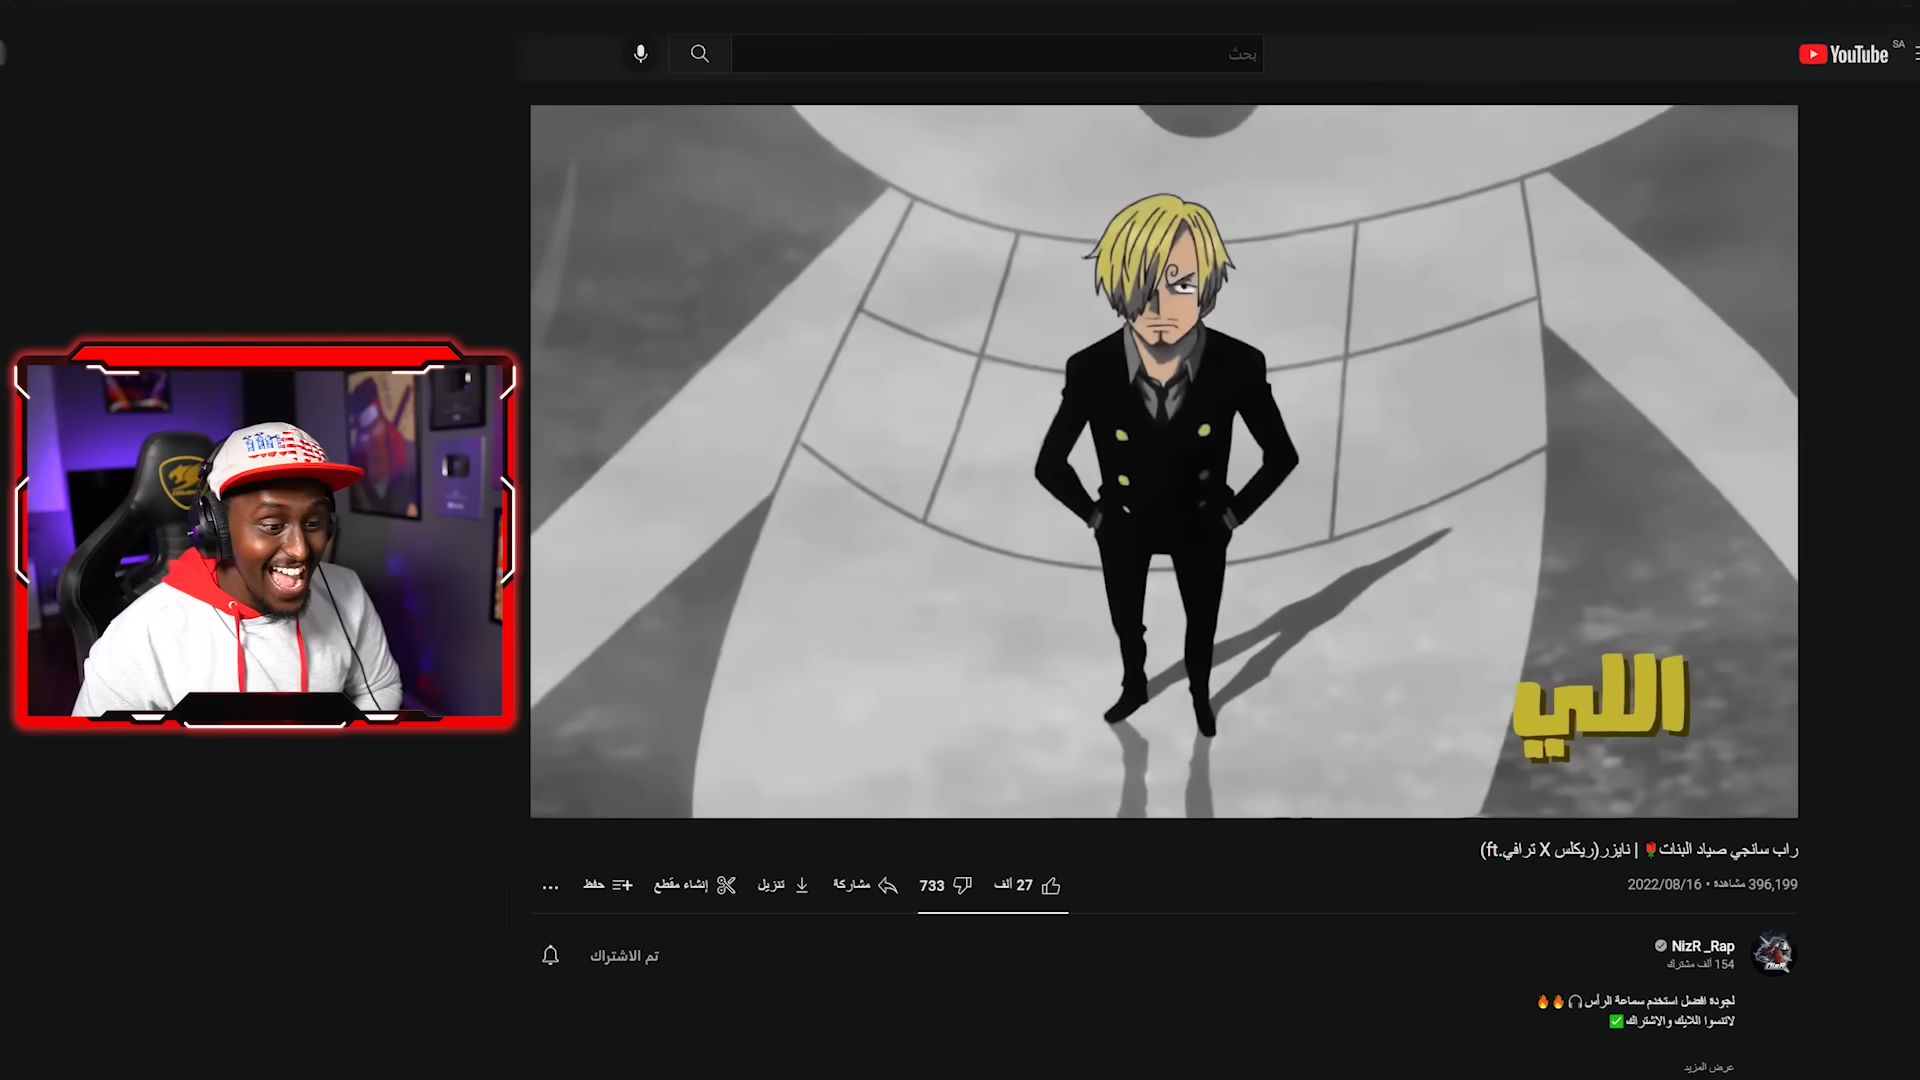 بحث
YouTube SA
اللي
راب سانجي صياد البنات🌹 | نايزر(ريكلس X ترافي.ft)
396,199 مشاهدة • 2022/08/16
27 ألف
733
مشاركة
تنزيل
إنشاء مقطع
حفظ
NizR_Rap
154 ألف مشترك
تم الاشتراك
لجودة افضل استخدم سماعة الرأس🎧🔥🔥
لاتنسوا اللايك والاشتراك✅
عرض المزيد